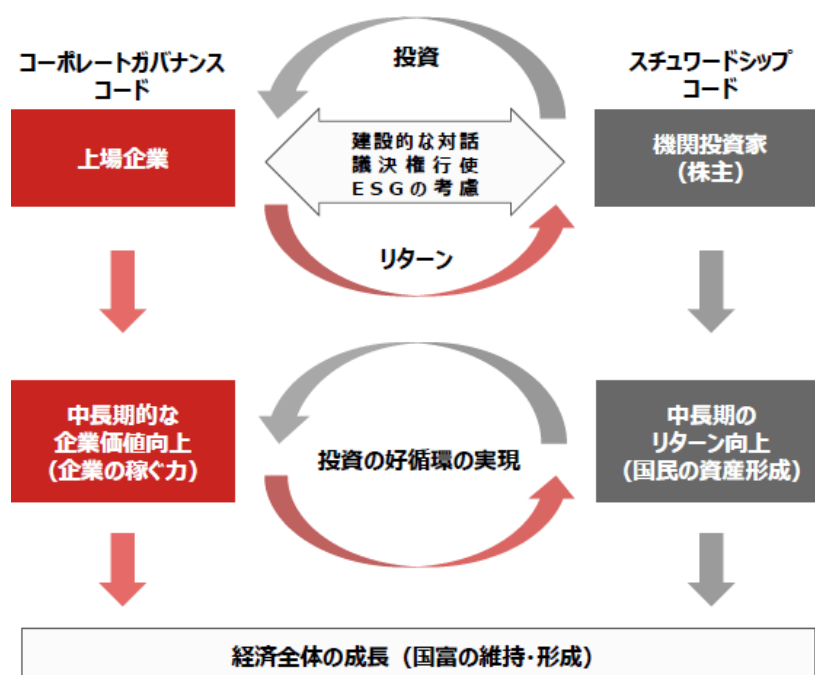 コーポレートガバナンス
コード
投資
スチュワードシップ
コード
上場企業
建設的な対話
議決権行使
ESGの考慮
機関投資家
(株主)
リターン
中長期的な
企業価値向上
(企業の稼ぐ力)
投資の好循環の実現
中長期の
リターン向上
(国民の資産形成)
経済全体の成長（国富の維持・形成）